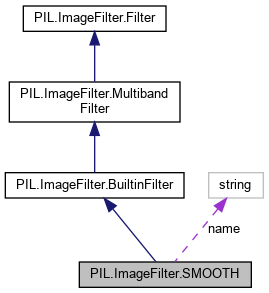 PIL.ImageFilter.Filter
PIL.ImageFilter.Multiband
Filter
PIL.ImageFilter.BuiltinFilter
string
name
PIL.ImageFilter.SMOOTH